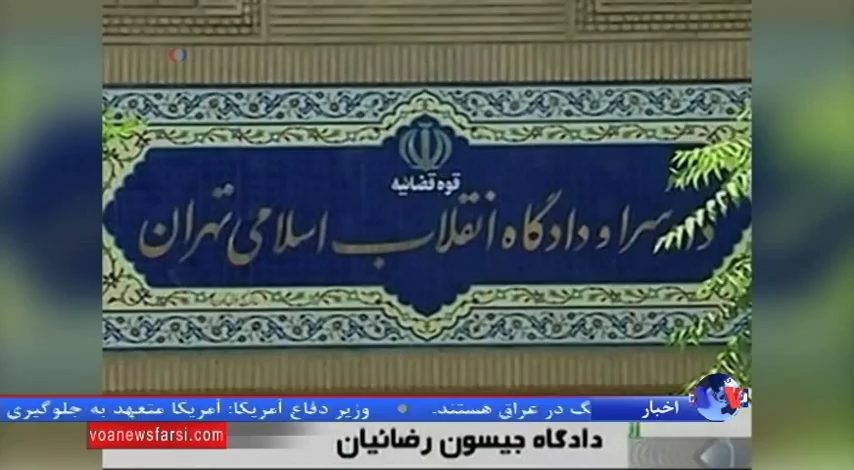 قوه قضائیه
دادسرا و دادگاه انقلاب اسلامی تهران
اخبار
در عراق هستند. • وزیر دفاع آمریکا: آمریکا متعهد به جلوگیری
voanewsfarsi.com
دادگاه جیسون رضائیان